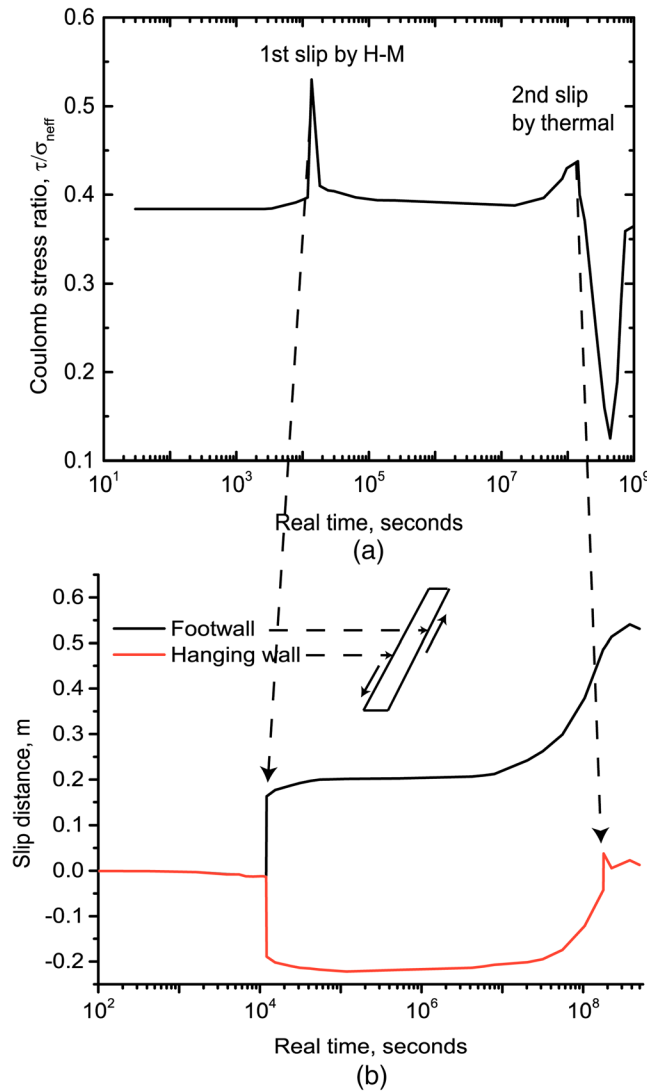 0.6
0.5
0.4
0.3
0.2
0.1
Coulomb stress ratio, τ/σneff
1st slip by H-M
2nd slip
by thermal
10^1 10^3 10^5 10^7 10^9
Real time, seconds
(a)
0.6
0.5
0.4
0.3
0.2
0.1
0.0
-0.1
-0.2
Slip distance, m
Footwall
Hanging wall
10^2 10^4 10^6 10^8
Real time, seconds
(b)